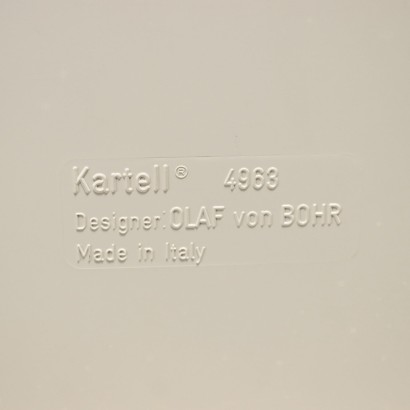 Kartell® 4963
Designer: OLAF von BOHR
Made in Italy